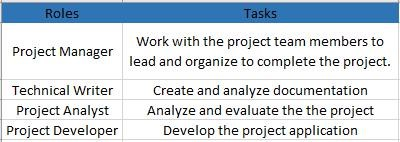 Roles Tasks
Project Manager Work with the project team members to
lead and organize to complete the project.
Technical Writer Create and analyze documentation
Project Analyst Analyze and evaluate the the project
Project Developer Develop the project application